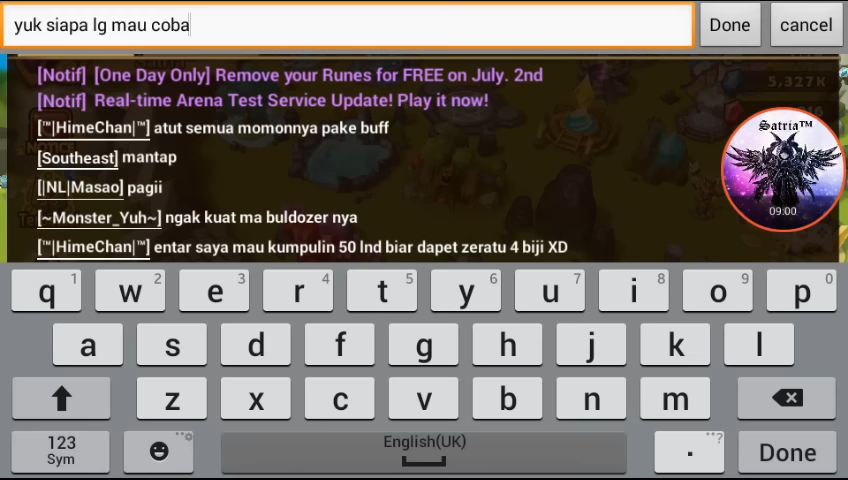 yuk siapa lg mau coba
Done
cancel
[Notif] [One Day Only] Remove your Runes for FREE on July. 2nd
5,327K
[Notif] Real-time Arena Test Service Update! Play it now!
[™|HimeChan|™] atut semua momonnya pake buff
Satria™
[Southeast] mantap
[|NL|Masao] pagii
09:00
[~Monster_Yuh~] ngak kuat ma buldozer nya
[™|HimeChan|™] entar saya mau kumpulin 50 lnd biar dapet zeratu 4 biji XD
q 1 w 2 e 3 r 4 t 5 y 6 u 7 i 8 o 9 p 0
a s d f g h j k l
z x c v b n m
123
Sym
English(UK)
. ,,?
Done